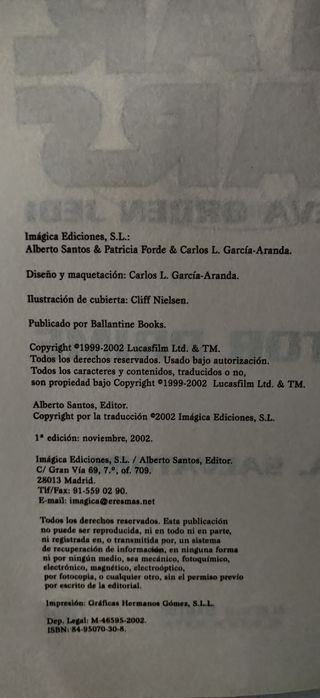 Imágica Ediciones, S.L.:
Alberto Santos & Patricia Forde & Carlos L. García-Aranda.
Diseño y maquetación: Carlos L. García-Aranda.
Ilustración de cubierta: Cliff Nielsen.
Publicado por Ballantine Books.
Copyright ©1999-2002 Lucasfilm Ltd. & TM.
Todos los derechos reservados. Usado bajo autorización.
Todos los caracteres y contenidos, traducidos o no,
son propiedad bajo Copyright ©1999-2002 Lucasfilm Ltd. & TM.
Alberto Santos, Editor.
Copyright por la traducción ©2002 Imágica Ediciones, S.L.
1ª edición: noviembre, 2002.
Imágica Ediciones, S.L. / Alberto Santos, Editor.
C/ Gran Vía 69, 7.º, of. 709.
28013 Madrid.
Tlf/Fax: 91-559 02 90.
E-mail: imagica@eresmas.net
Todos los derechos reservados. Esta publicación
no puede ser reproducida, ni en todo ni en parte,
ni registrada en, o transmitida por, un sistema
de recuperación de información, en ninguna forma
ni por ningún medio, sea mecánico, fotoquímico,
electrónico, magnético, electroóptico,
por fotocopia, o cualquier otro, sin el permiso previo
por escrito de la editorial.
Impresión: Gráficas Hermanos Gómez, S.L.L.
Dep. Legal: M-46595-2002.
ISBN: 84-95070-30-8.